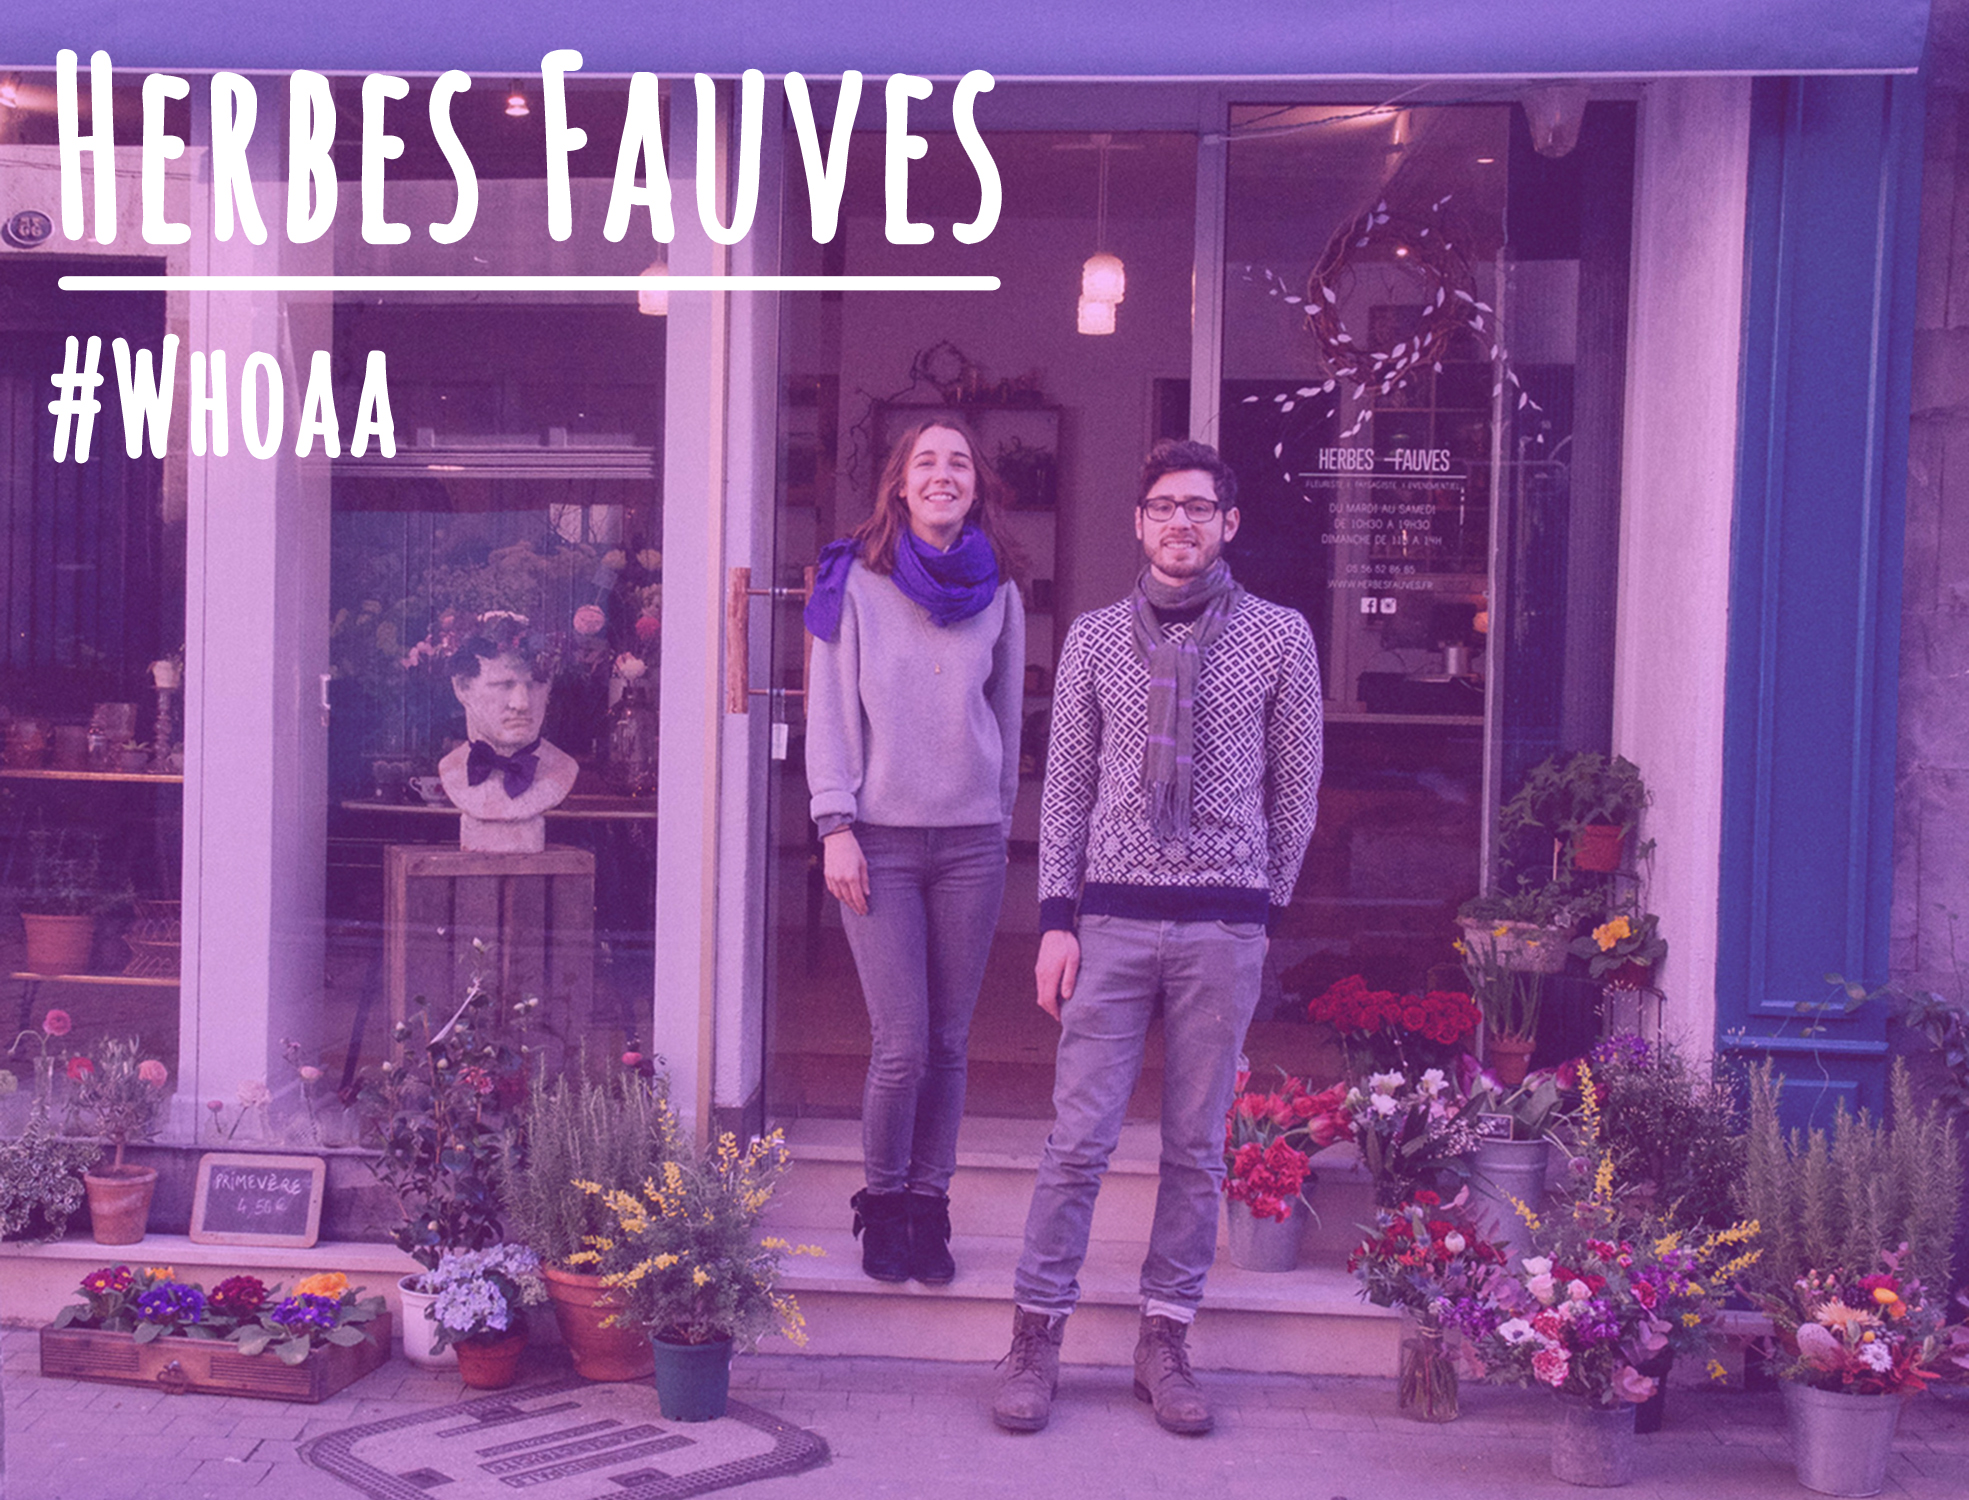 HERBES FAUVES
#WHOAA
HERBES FAUVES
FLEURISTE I PAYSAGISTE I EVENEMENTIEL
DU MARDI AU SAMEDI
DE 10H30 A 19H30
DIMANCHE DE 11H A 14H
05 56 52 86 85
WWW.HERBESFAUVES.FR
PRIMEVÈRE
4,50€